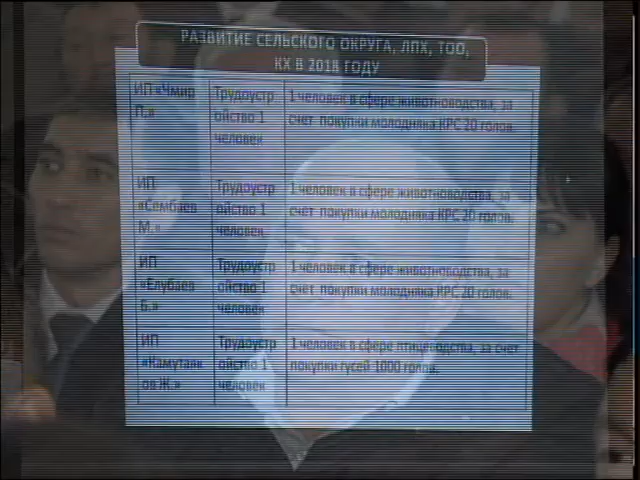 РАЗВИТИЕ СЕЛЬСКОГО ОКРУГА, ЛПХ, ТОО,
КХ В 2018 ГОДУ
ИП «Чмир
П.»
Трудоустр
ойство 1
человек
1 человек в сфере животноводства, за
счет покупки молодняка КРС 20 голов.
ИП
«Сембаев
М.»
Трудоустр
ойство 1
человек
1 человек в сфере животноводства, за
счет покупки молодняка КРС 20 голов.
ИП
«Елубаев
Б.»
Трудоустр
ойство 1
человек
1 человек в сфере животноводства, за
счет покупки молодняка КРС 20 голов.
ИП
ов Ж.»
Трудоустр
ойство 1
человек
1 человек в сфере птицеводства, за счет
покупки гусей 1000 голов.